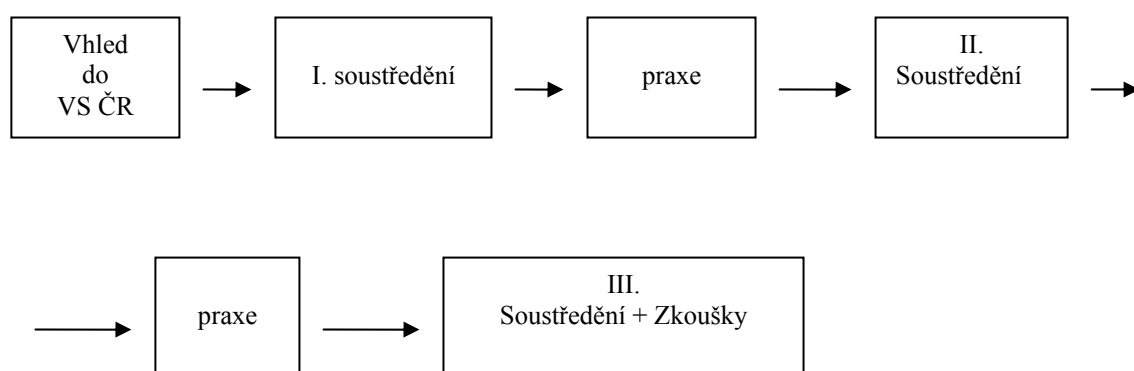 Vhled
do
VS ČR
I. soustředění
praxe
II.
Soustředění
praxe
III.
Soustředění + Zkoušky